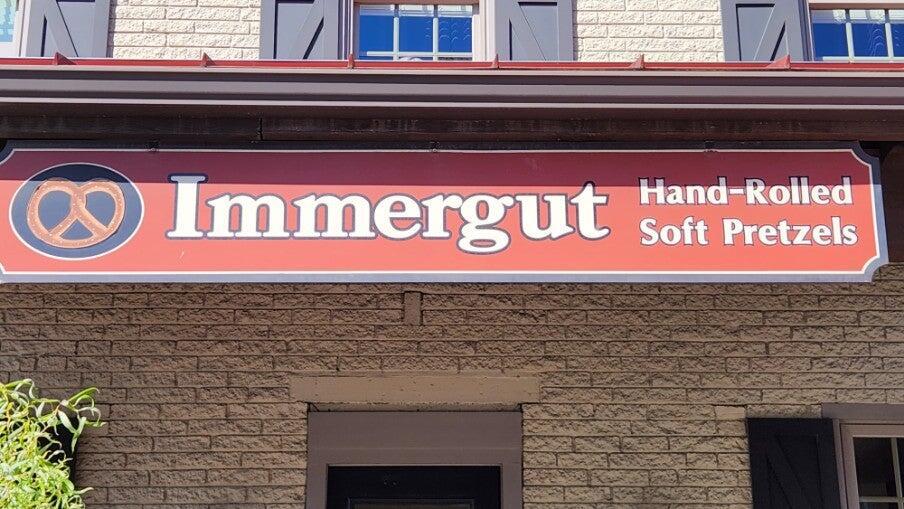 Immergut
Hand-Rolled
Soft Pretzels